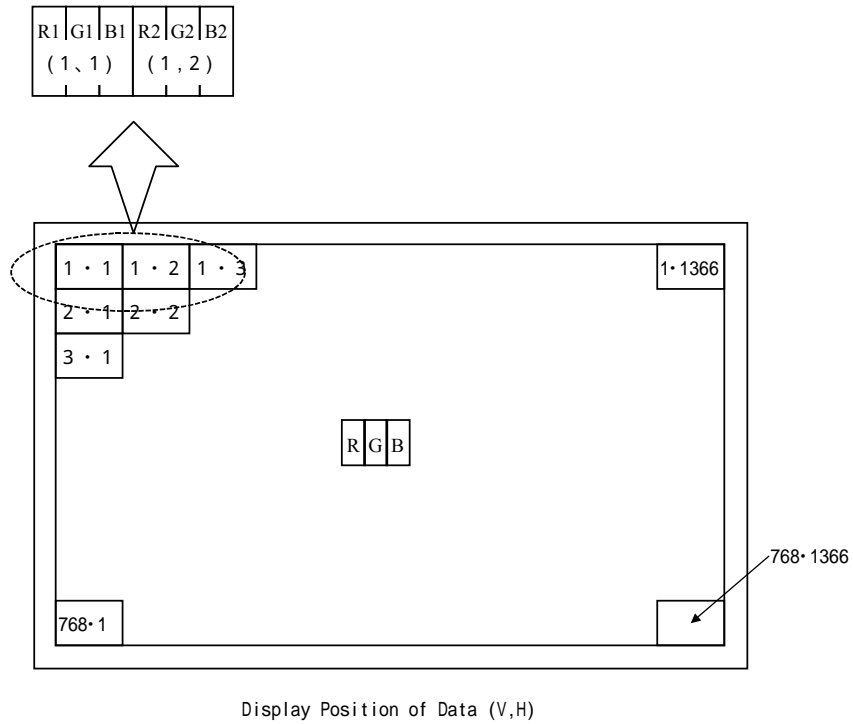 R1 G1 B1 R2 G2 B2
(1、1) (1,2)
1・1 1・2 1・3 1・1366
2・1 2・2
3・1
R G B
768・1366
768・1
Display Position of Data (V,H)